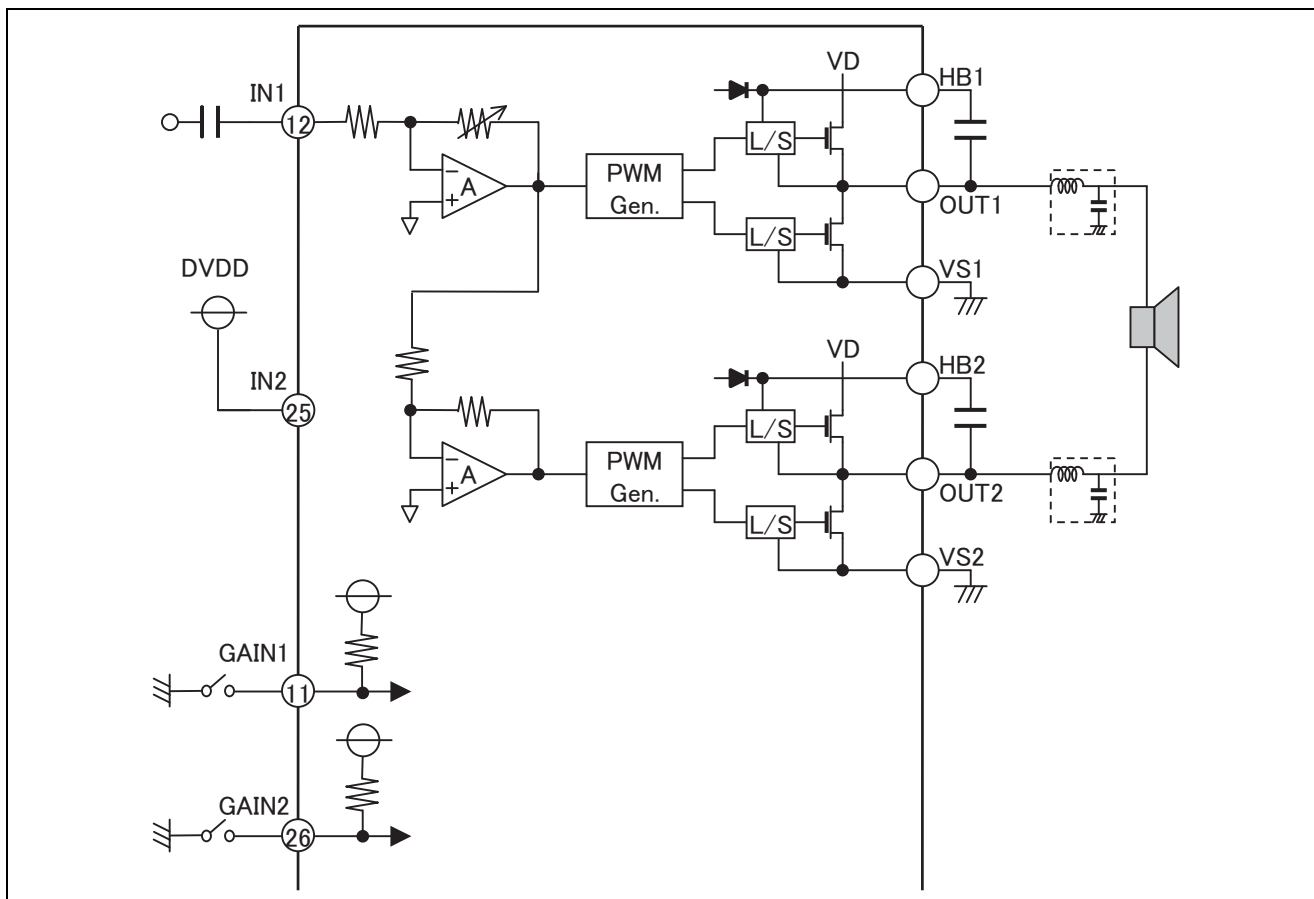 VD
HB1
IN1
12
L/S
A
PWM
Gen.
OUT1
L/S
VS1
DVDD
VD
HB2
IN2
25
L/S
A
PWM
Gen.
OUT2
L/S
VS2
GAIN1
11
GAIN2
26